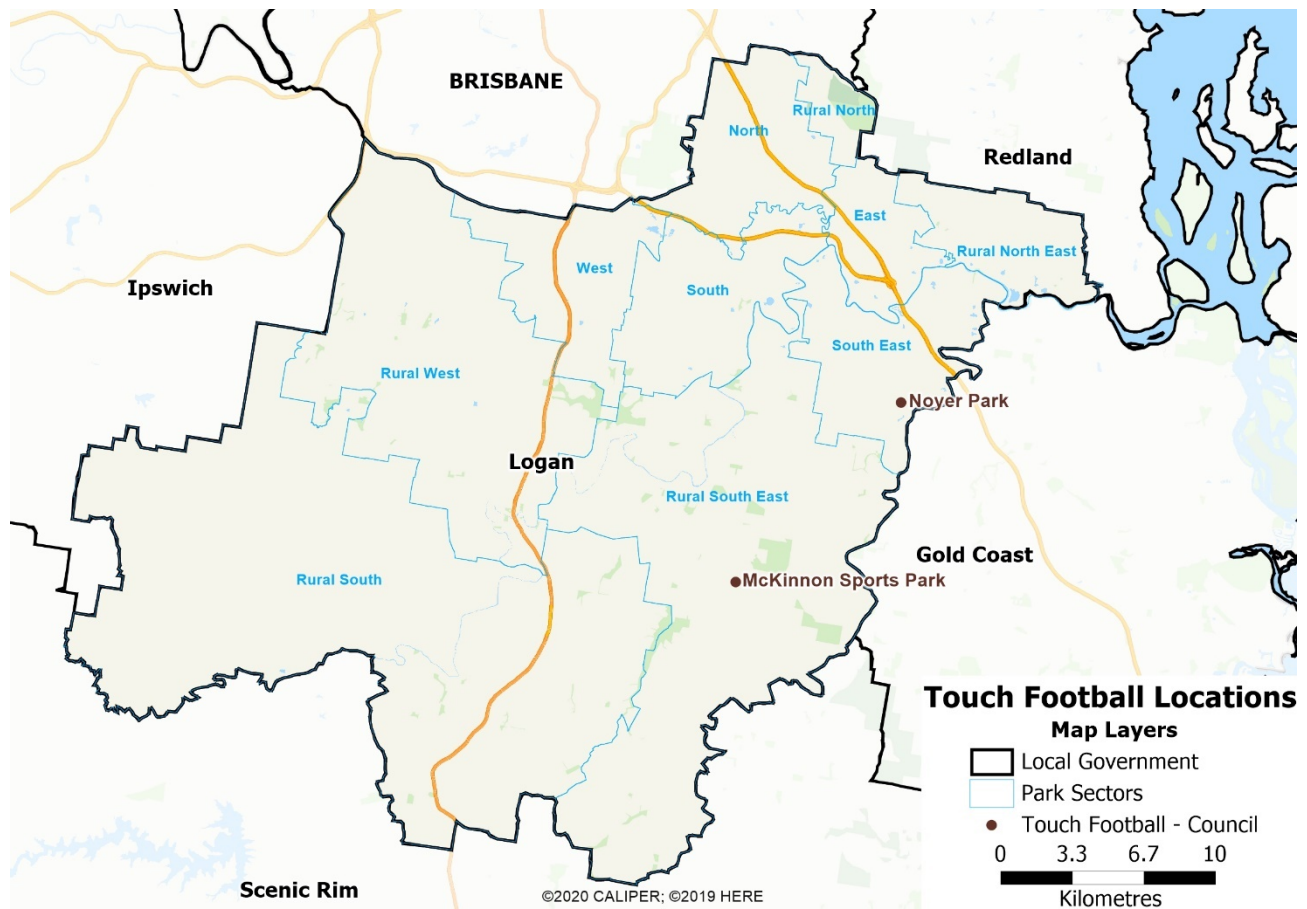 BRISBANE
Rural North
North
Redland
East
Rural North East
West
Ipswich
South
South East
Rural West
Noyer Park
Logan
Rural South East
Gold Coast
Rural South
McKinnon Sports Park
Touch Football Locations
Map Layers
Local Government
Park Sectors
Touch Football - Council
0 3.3 6.7 10
Kilometres
Scenic Rim
©2020 CALIPER; ©2019 HERE